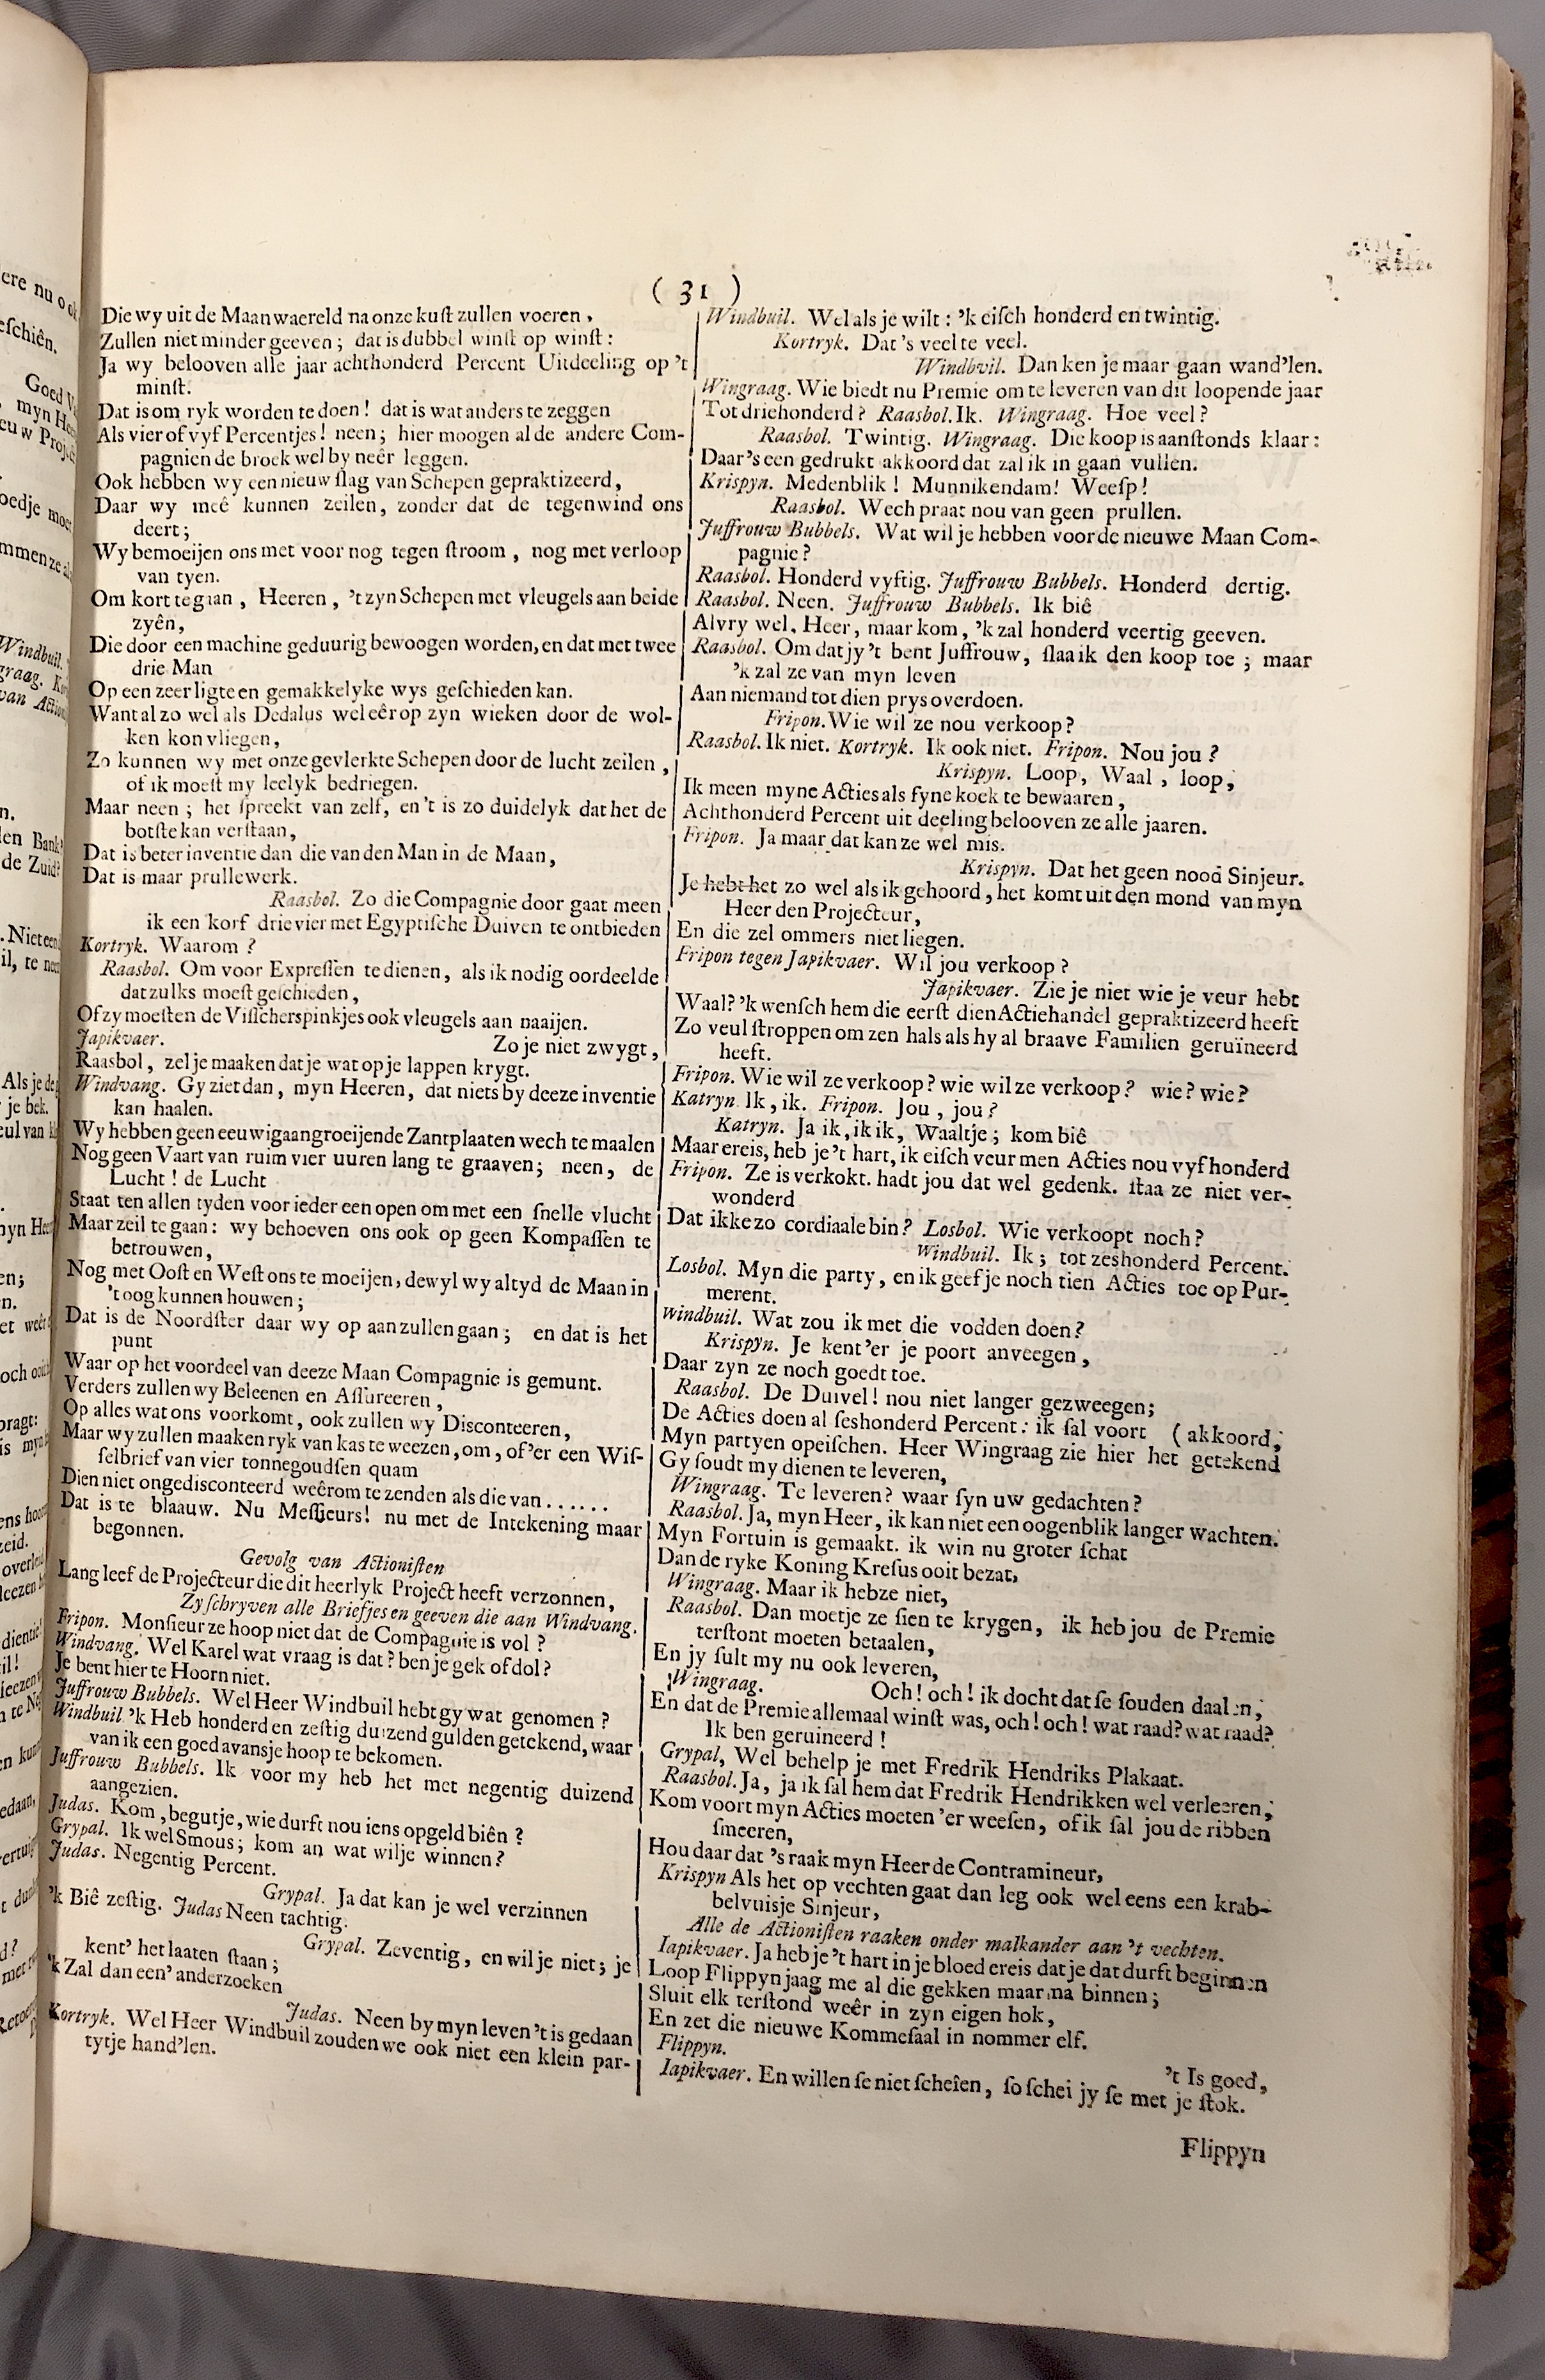 ( 31 )
Die wy uit de Maanwaereld na onze kust zullen voeren,
Zullen niet minder geeven; dat is dubbel winst op winst:
Ja wy belooven alle jaar achthonderd Percent Uitdeeling op 't
minst.
Dat is om ryk worden te doen! dat is wat anders te zeggen
Als vier of vyf Percentjes! neen; hier moogen al de andere Com-
pagnien de broek wel by neêr leggen.
Ook hebben wy een nieuw slag van Schepen gepraktizeerd,
Daar wy meê kunnen zeilen, zonder dat de tegenwind ons
deert;
Wy bemoeijen ons met voor nog tegen stroom, nog met verloop
van tyen.
Om kort te gaan, Heeren, 't zyn Schepen met vleugels aan beide
zyên,
Die door een machine geduurig bewoogen worden, en dat met twee
drie Man
Op een zeer ligte en gemakkelyke wys geschieden kan.
Want al zo wel als Dedalus wel eêr op zyn wieken door de wol-
ken kon vliegen,
Zo kunnen wy met onze gevlerkte Schepen door de lucht zeilen,
of ik moest my leelyk bedriegen.
Maar neen; het spreekt van zelf, en 't is zo duidelyk dat het de
botste kan verstaan,
Dat is beter inventie dan die van den Man in de Maan,
Dat is maar prullewerk.
Raasbol. Zo die Compagnie door gaat meen
ik een korf drie vier met Egyptische Duiven te ontbieden
Kortryk. Waarom?
Raasbol. Om voor Expressen te dienen, als ik nodig oordeelde
dat zulks moest geschieden,
Of zy moesten de Visscherspinkjes ook vleugels aan naaijen.
Japikvaer. Zo je niet zwygt,
Raasbol, zel je maaken dat je wat op je lappen krygt.
Windvang. Gy ziet dan, myn Heeren, dat niets by deeze inventie
kan haalen.
Wy hebben geen eeuwig aangroeijende Zantplaaten wech te maalen
Nog geen Vaart van ruim vier uuren lang te graaven; neen, de
Lucht! de Lucht
Staat ten allen tyden voor ieder een open om met een snelle vlucht
Maar zeil te gaan: wy behoeven ons ook op geen Kompassen te
betrouwen,
Nog met Oost en West ons te moeijen, dewyl wy altyd de Maan in
't oog kunnen houwen;
Dat is de Noordster daar wy op aan zullen gaan; en dat is het
punt
Waar op het voordeel van deeze Maan Compagnie is gemunt.
Verders zullen wy Beleenen en Assureeren,
Op alles wat ons voorkomt, ook zullen wy Disconteeren,
Maar wy zullen maaken ryk van kas te weezen, om, of 'er een Wis-
selbrief van vier tonnegoudsen quam
Dien niet ongedisconteerd weêrom te zenden als die van......
Dat is te blaauw. Nu Messieurs! nu met de Intekening maar
begonnen.
Gevolg van Actionisten
Lang leef de Projecteur die dit heerlyk Project heeft verzonnen,
Zy schryven alle Briefjes en geeven die aan Windvang.
Fripon. Monsieur ze hoop niet dat de Compagnie is vol?
Windvang. Wel Karel wat vraag is dat? ben je gek of dol?
Je bent hier te Hoorn niet.
Juffrouw Bubbels. Wel Heer Windbuil hebt gy wat genomen?
Windbuil. 'k Heb honderd en zestig duizend gulden getekend, waar
van ik een goed avansje hoop te bekomen.
Juffrouw Bubbels. Ik voor my heb het met negentig duizend
aangezien.
Judas. Kom, begutje, wie durft nou iens opgeld biên?
Grypal. Ik wel Smous; kom an wat wilje winnen?
Judas. Negentig Percent.
Grypal. Ja dat kan je wel verzinnen
'k Biê zestig. Judas Neen tachtig.
Grypal. Zeventig, en wil je niet; je
kent' het laaten staan;
'k Zal dan een' anderzoeken
Judas. Neen by myn leven 't is gedaan
Kortryk. Wel Heer Windbuil zouden we ook niet een klein par-
tytje hand'len.
Windbuil. Wel als je wilt: 'k eisch honderd en twintig.
Kortryk. Dat 's veel te veel.
Windbvil. Dan ken je maar gaan wand'len.
Wingraag. Wie biedt nu Premie om te leveren van dit loopende jaar
Tot driehonderd? Raasbol. Ik. Wingraag. Hoe veel?
Raasbol. Twintig. Wingraag. Die koop is aanstonds klaar:
Daar's een gedrukt akkoord dat zal ik in gaan vullen.
Krispyn. Medenblik! Munnikendam! Weesp!
Raasbol. Wech praat nou van geen prullen.
Juffrouw Bubbels. Wat wil je hebben voor de nieuwe Maan Com-
pagnie?
Raasbol. Honderd vyftig. Juffrouw Bubbels. Honderd dertig.
Raasbol. Neen. Juffrouw Bubbels. Ik biê
Alvry wel, Heer, maar kom, 'k zal honderd veertig geeven.
Raasbol. Om dat jy 't bent Juffrouw, slaa ik den koop toe; maar
'k zal ze van myn leven
Aan niemand tot dien prys overdoen.
Fripon. Wie wil ze nou verkoop?
Raasbol. Ik niet. Kortryk. Ik ook niet. Fripon. Nou jou?
Krispyn. Loop, Waal, loop,
Ik meen myne Acties als fyne koek te bewaaren,
Achthonderd Percent uit deeling belooven ze alle jaaren.
Fripon. Ja maar dat kan ze wel mis.
Krispyn. Dat het geen nood Sinjeur.
Je hebt het zo wel als ik gehoord, het komt uit den mond van myn
Heer den Projecteur,
En die zel ommers niet liegen.
Fripon tegen Japikvaer. Wil jou verkoop?
Japikvaer. Zie je niet wie je veur hebt
Waal? 'k wensch hem die eerst dien Actiehandel gepraktizeerd heeft
Zo veul stroppen om zen hals als hy al braave Familien geruïneerd
heeft.
Fripon. Wie wil ze verkoop? wie wil ze verkoop? wie? wie?
Katryn. Ik, ik. Fripon. Jou, jou?
Katryn. Ja ik, ik ik, Waaltje; kom biê
Maar ereis, heb je 't hart, ik eisch veur men Acties nou vyfhonderd
Fripon. Ze is verkokt. hadt jou dat wel gedenk. staa ze niet ver-
wonderd
Dat ikke zo cordiaale bin? Losbol. Wie verkoopt noch?
Windbuil. Ik; tot zeshonderd Percent.
Losbol. Myn die party, en ik geef je noch tien Acties toe op Pur-
merent.
Windbuil. Wat zou ik met die vodden doen?
Krispyn. Je kent 'er je poort anveegen,
Daar zyn ze noch goedt toe.
Raasbol. De Duivel! nou niet langer gezweegen;
De Acties doen al seshonderd Percent: ik sal voort ( akkoord,
Myn partyen opeischen. Heer Wingraag zie hier het getekend
Gy soudt my dienen te leveren,
Wingraag. Te leveren? waar syn uw gedachten?
Raasbol. Ja, myn Heer, ik kan niet een oogenblik langer wachten.
Myn Fortuin is gemaakt. ik win nu groter schat
Dan de ryke Koning Kresus ooit bezat,
Wingraag. Maar ik hebze niet,
Raasbol. Dan moetje ze sien te krygen, ik heb jou de Premie
terstont moeten betaalen,
En jy sult my nu ook leveren,
Wingraag. Och! och! ik docht dat se souden daalen,
En dat de Premie allemaal winst was, och! och! wat raad? wat raad?
Ik ben geruineerd!
Grypal, Wel behelp je met Fredrik Hendriks Plakaat.
Raasbol. Ja, ja ik sal hem dat Fredrik Hendrikken wel verleeren,
Kom voort myn Acties moeten 'er weesen, of ik sal jou de ribben
smeeren,
Hou daar dat 's raak myn Heer de Contramineur,
Krispyn Als het op vechten gaat dan leg ook wel eens een krab-
belvuisje Sinjeur,
Alle de Actionisten raaken onder malkander aan 't vechten.
Iapikvaer. Ja heb je 't hart in je bloed ereis dat je dat durft beginnen
Loop Flippyn jaag me al die gekken maar na binnen;
Sluit elk terstond weêr in zyn eigen hok,
En zet die nieuwe Kommesaal in nommer elf.
Flippyn. 't Is goed,
Iapikvaer. En willen se niet scheîen, so schei jy se met je stok.
Flippyn